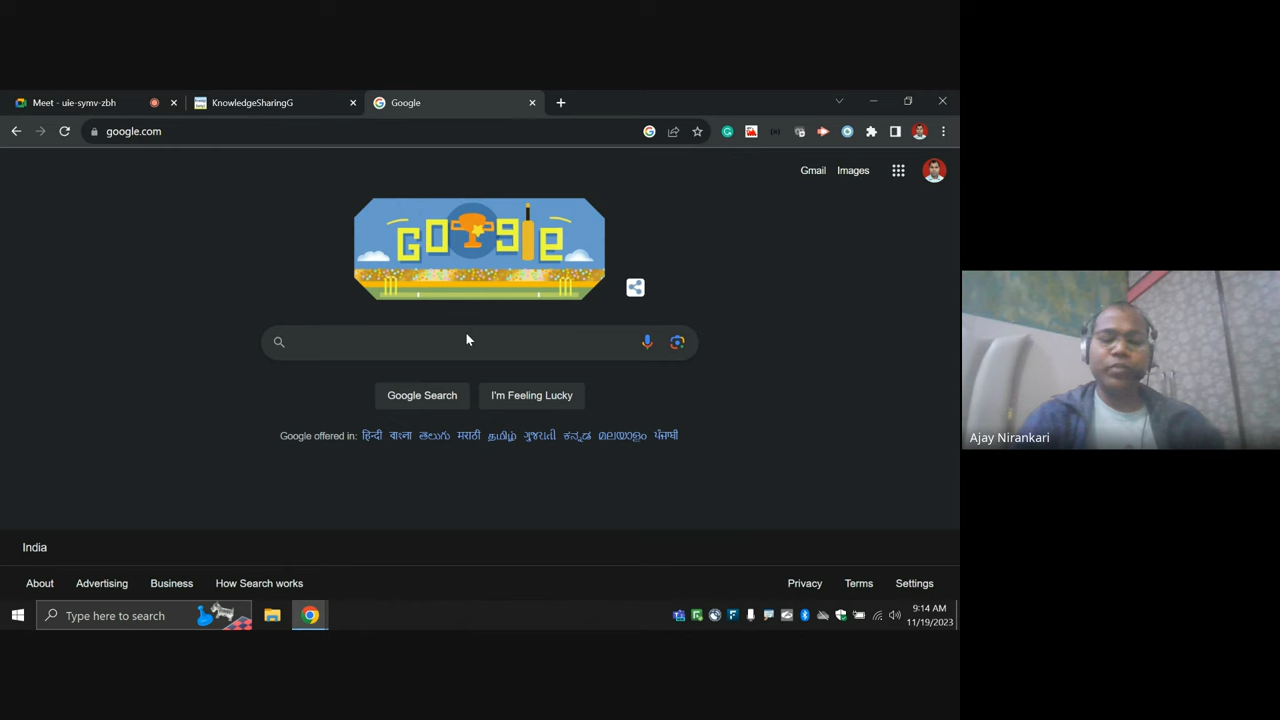 Meet - uie-symv-zbh
KnowledgeSharingG
Google
google.com
Gmail Images
Google
Google Search
I'm Feeling Lucky
Google offered in: हिन्दी বাংলা తెలుగు मराठी தமிழ் ગુજરાતી ಕನ್ನಡ മലയാളം ਪੰਜਾਬੀ
Ajay Nirankari
India
About Advertising Business How Search works
Privacy Terms Settings
Type here to search
9:14 AM
11/19/2023